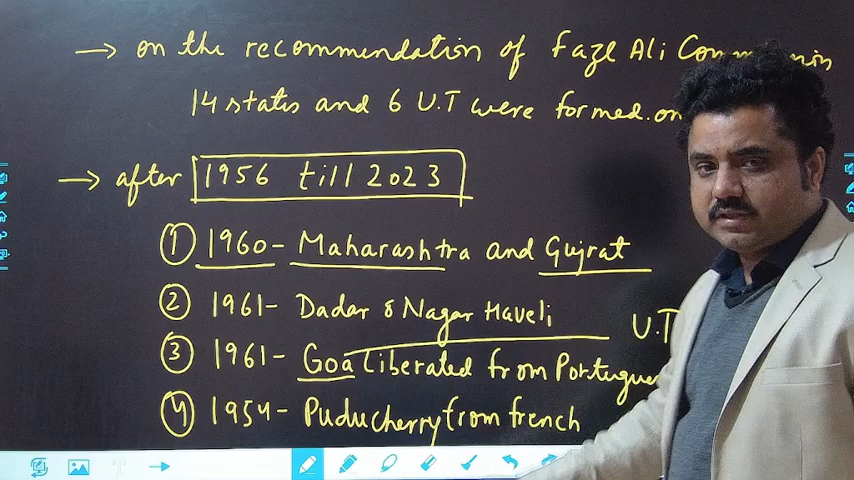 → on the recommendation of Fazl Ali
14 states and 6 U.T were formed. on
→ after 1956 till 2023
① 1960 - Maharashtra and Gujrat
② 1961 - Dadar & Nagar Haveli U.T
③ 1961 - Goa liberated from
④ 1954 - Puducherry from french